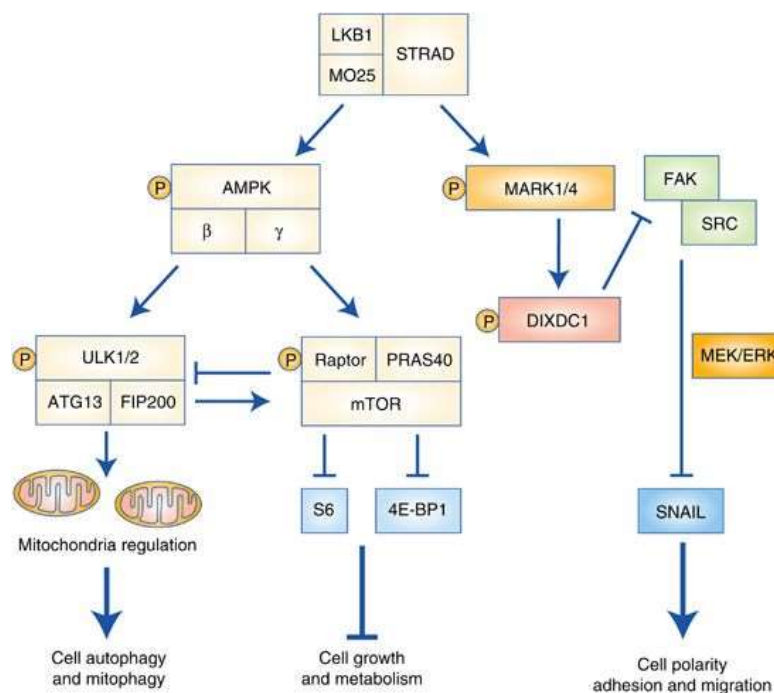 LKB1
STRAD
MO25
P
AMPK
β
γ
P
MARK1/4
FAK
SRC
P
DIXDC1
P
ULK1/2
ATG13
FIP200
P
Raptor
PRAS40
mTOR
MEK/ERK
S6
4E-BP1
SNAIL
Mitochondria regulation
Cell autophagy
and mitophagy
Cell growth
and metabolism
Cell polarity
adhesion and migration